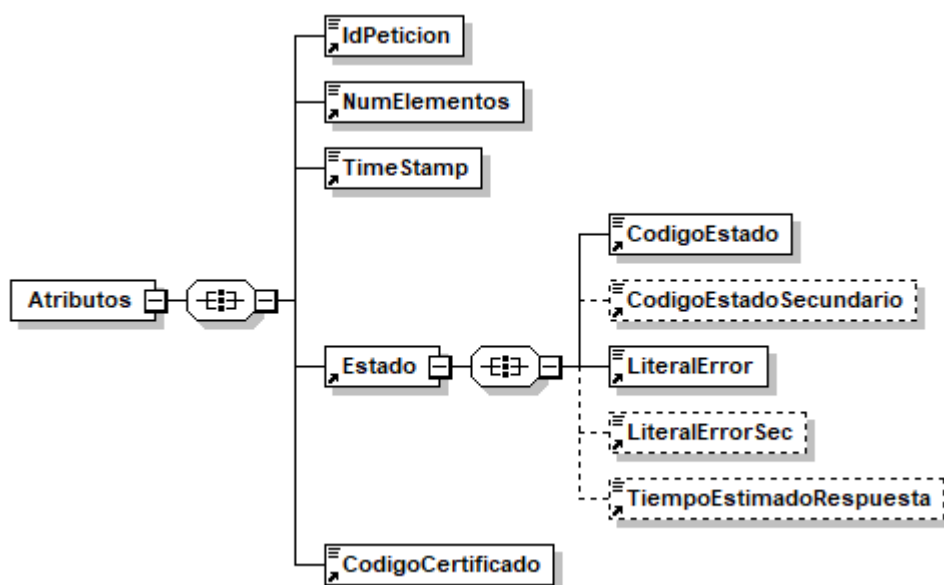 IdPeticion
NumElementos
TimeStamp
CodigoEstado
CodigoEstadoSecundario
Atributos
Estado
LiteralError
LiteralErrorSec
TiempoEstimadoRespuesta
CodigoCertificado